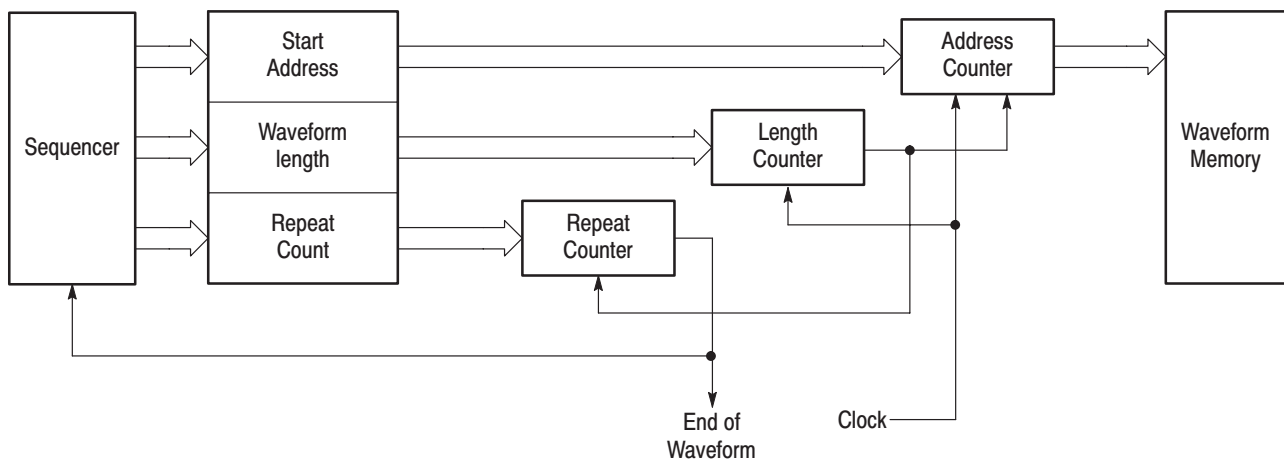 Sequencer
Start
Address
Waveform
length
Repeat
Count
Repeat
Counter
Length
Counter
Address
Counter
Waveform
Memory
End of
Waveform
Clock